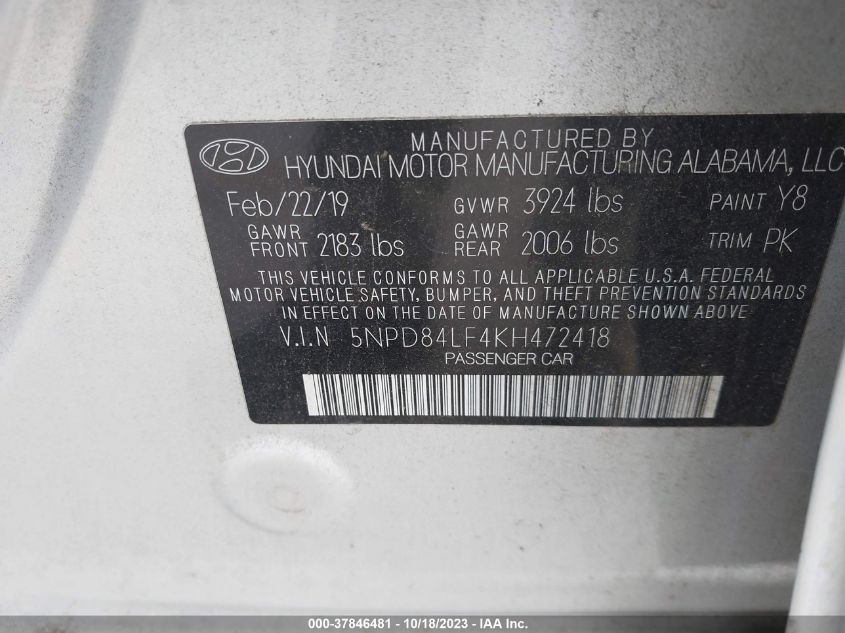 MANUFACTURED BY
HYUNDAI MOTOR MANUFACTURING ALABAMA, LLC
Feb/22/19 GVWR 3924 lbs PAINT Y8
GAWR FRONT 2183 lbs GAWR REAR 2006 lbs TRIM PK
THIS VEHICLE CONFORMS TO ALL APPLICABLE U.S.A. FEDERAL
MOTOR VEHICLE SAFETY, BUMPER, AND THEFT PREVENTION STANDARDS
IN EFFECT ON THE DATE OF MANUFACTURE SHOWN ABOVE
V.I.N 5NPD84LF4KH472418
PASSENGER CAR
000-37846481 - 10/18/2023 - IAA Inc.